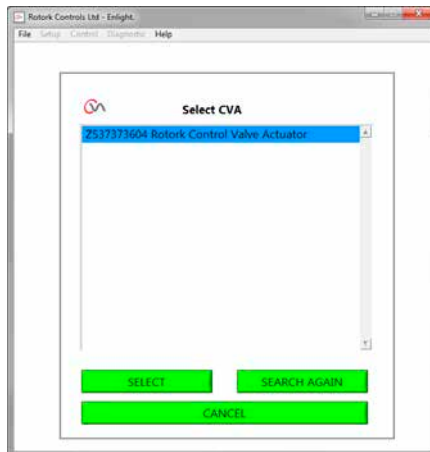 Rotork Controls Ltd - Enlight.
File Setup Control Diagnostic Help
Select CVA
ZS37373604 Rotork Control Valve Actuator
SELECT SEARCH AGAIN
CANCEL